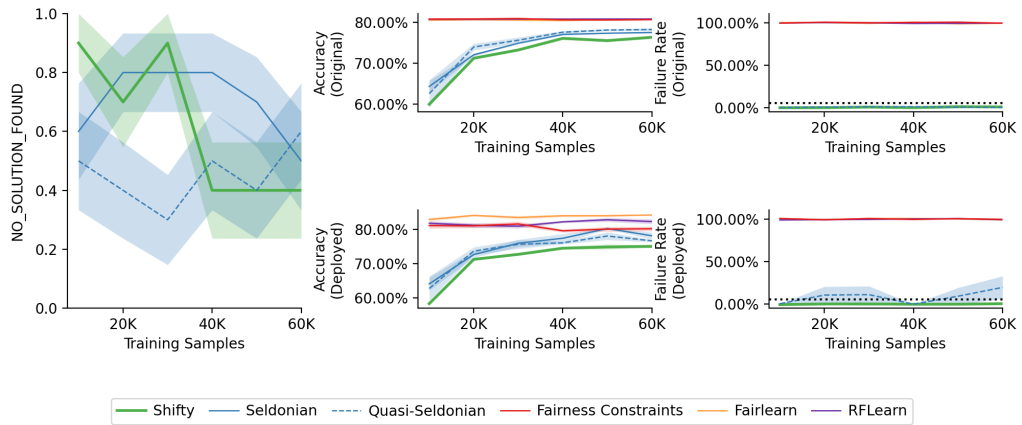 NO_SOLUTION_FOUND
1.0
0.8
0.6
0.4
0.2
0.0
20K 40K 60K
Training Samples
Accuracy
(Original)
80.00%
70.00%
60.00%
20K 40K 60K
Training Samples
Failure Rate
(Original)
100.00%
50.00%
0.00%
20K 40K 60K
Training Samples
Accuracy
(Deployed)
80.00%
70.00%
60.00%
20K 40K 60K
Training Samples
Failure Rate
(Deployed)
100.00%
50.00%
0.00%
20K 40K 60K
Training Samples
Shifty Seldonian Quasi-Seldonian Fairness Constraints Fairlearn RFLearn